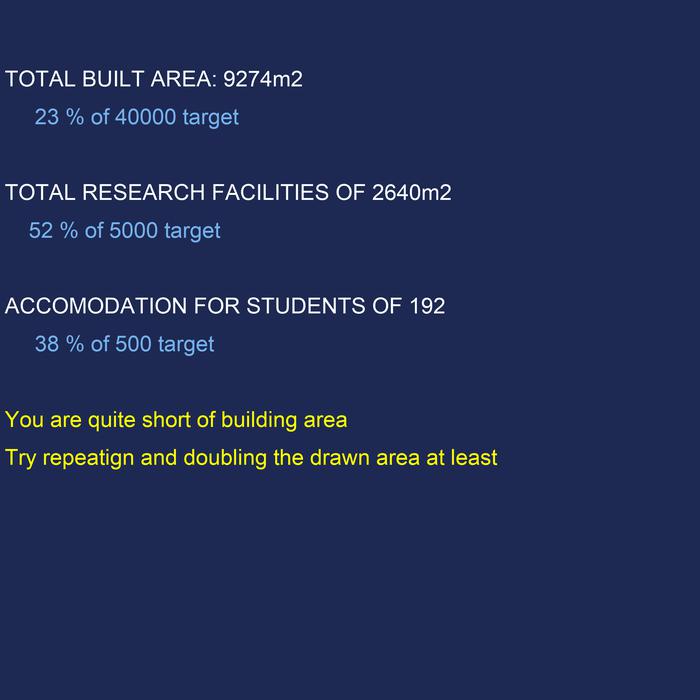 TOTAL BUILT AREA: 9274m2
23 % of 40000 target
TOTAL RESEARCH FACILITIES OF 2640m2
52 % of 5000 target
ACCOMODATION FOR STUDENTS OF 192
38 % of 500 target
You are quite short of building area
Try repeatign and doubling the drawn area at least